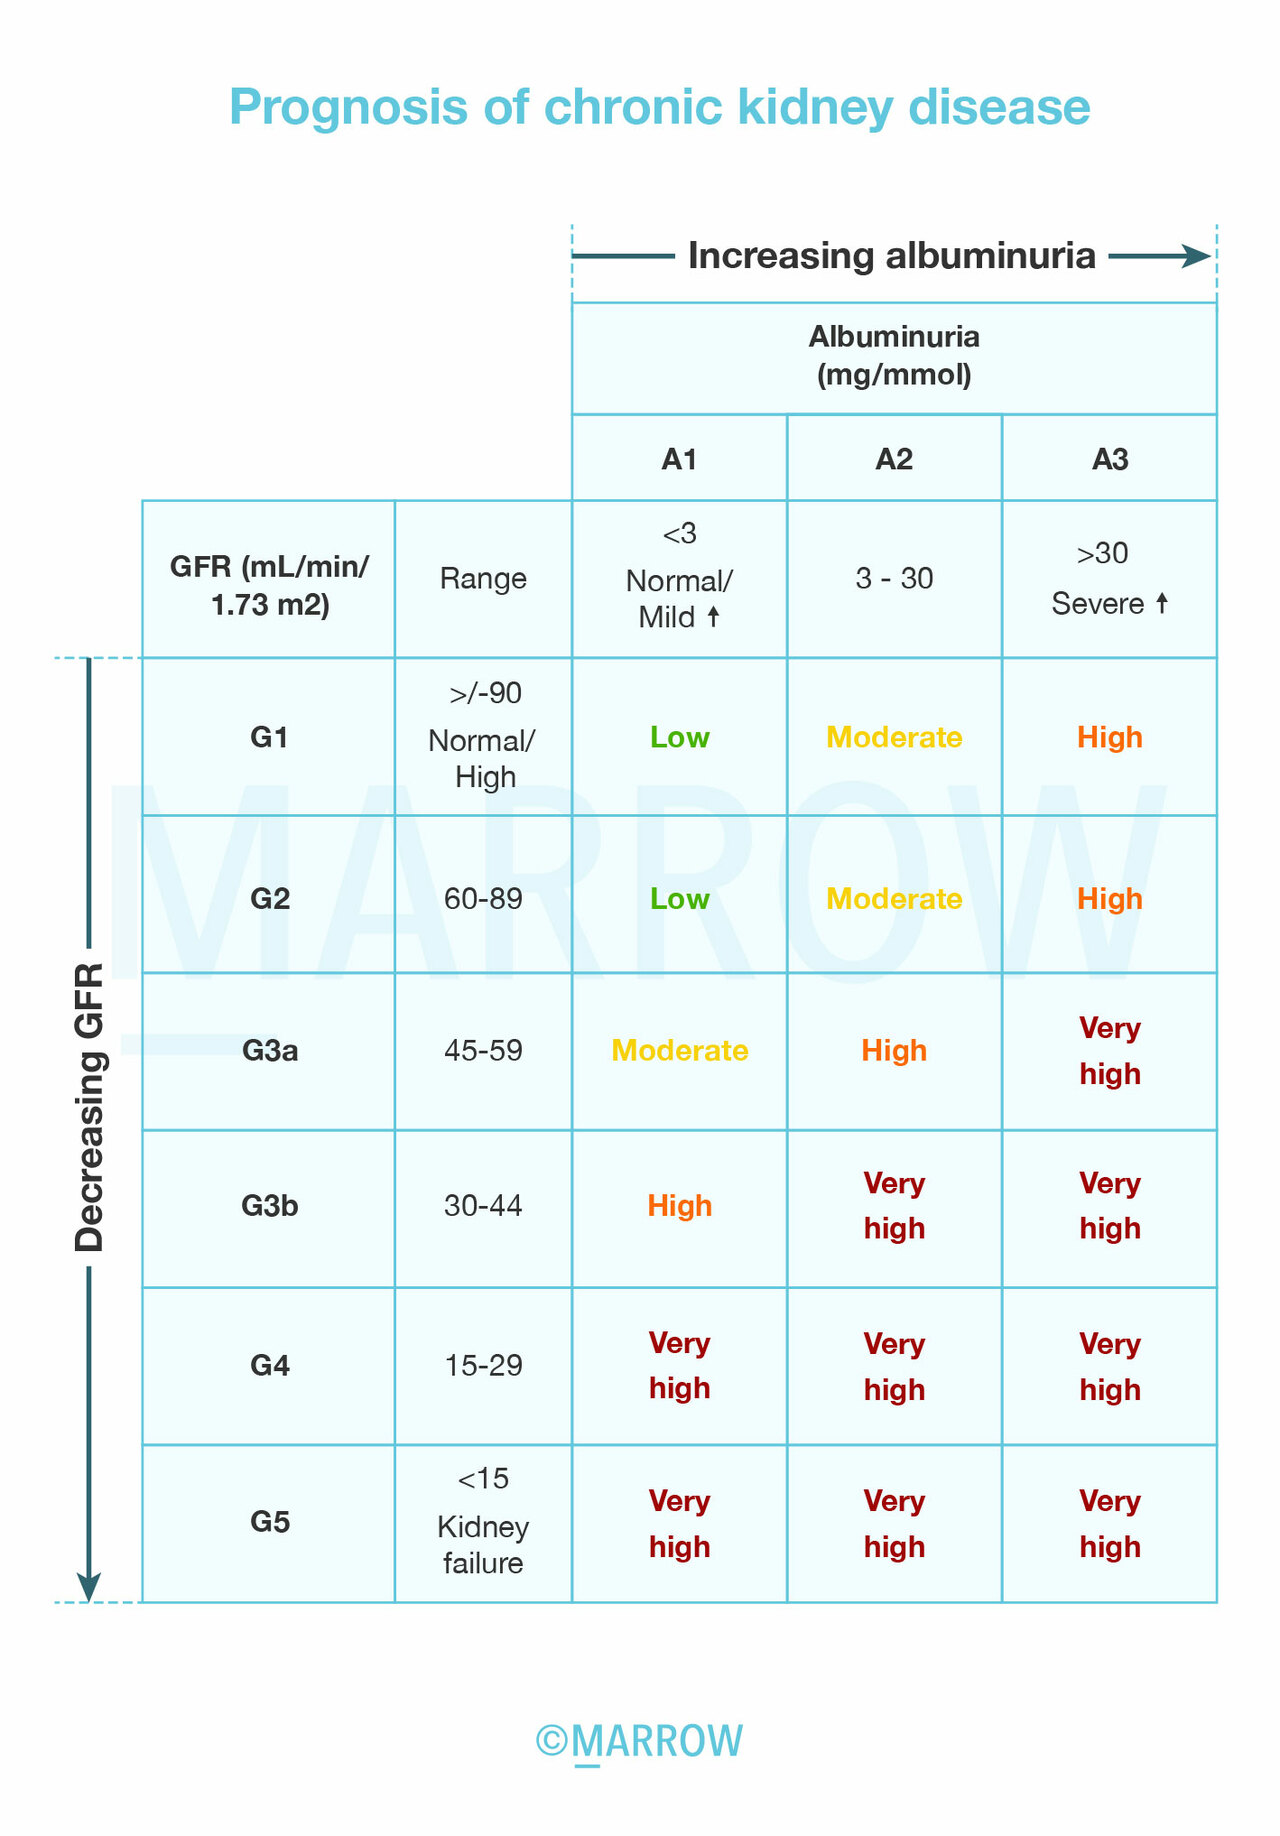 Prognosis of chronic kidney disease
Increasing albuminuria
Albuminuria
(mg/mmol)
A1
A2
A3
GFR (mL/min/
1.73 m2)
Range
<3
Normal/
Mild ↑
3 - 30
>30
Severe ↑
Decreasing GFR
G1
>/-90
Normal/
High
Low
Moderate
High
G2
60-89
Low
Moderate
High
G3a
45-59
Moderate
High
Very
high
G3b
30-44
High
Very
high
Very
high
G4
15-29
Very
high
Very
high
Very
high
G5
<15
Kidney
failure
Very
high
Very
high
Very
high
MARROW
©MARROW